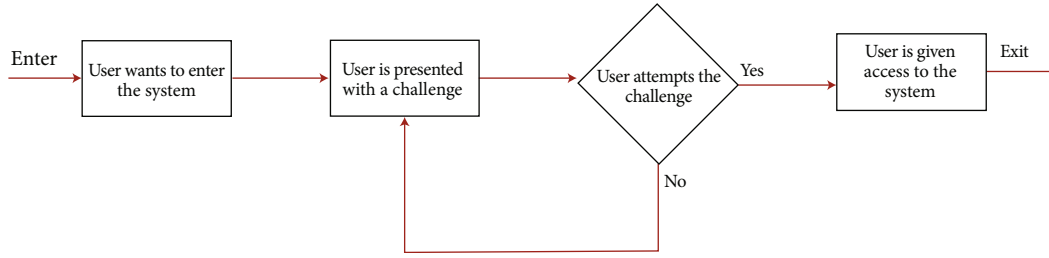 Enter
User wants to enter
the system
User is presented
with a challenge
User attempts the
challenge
Yes
No
User is given
access to the
system
Exit